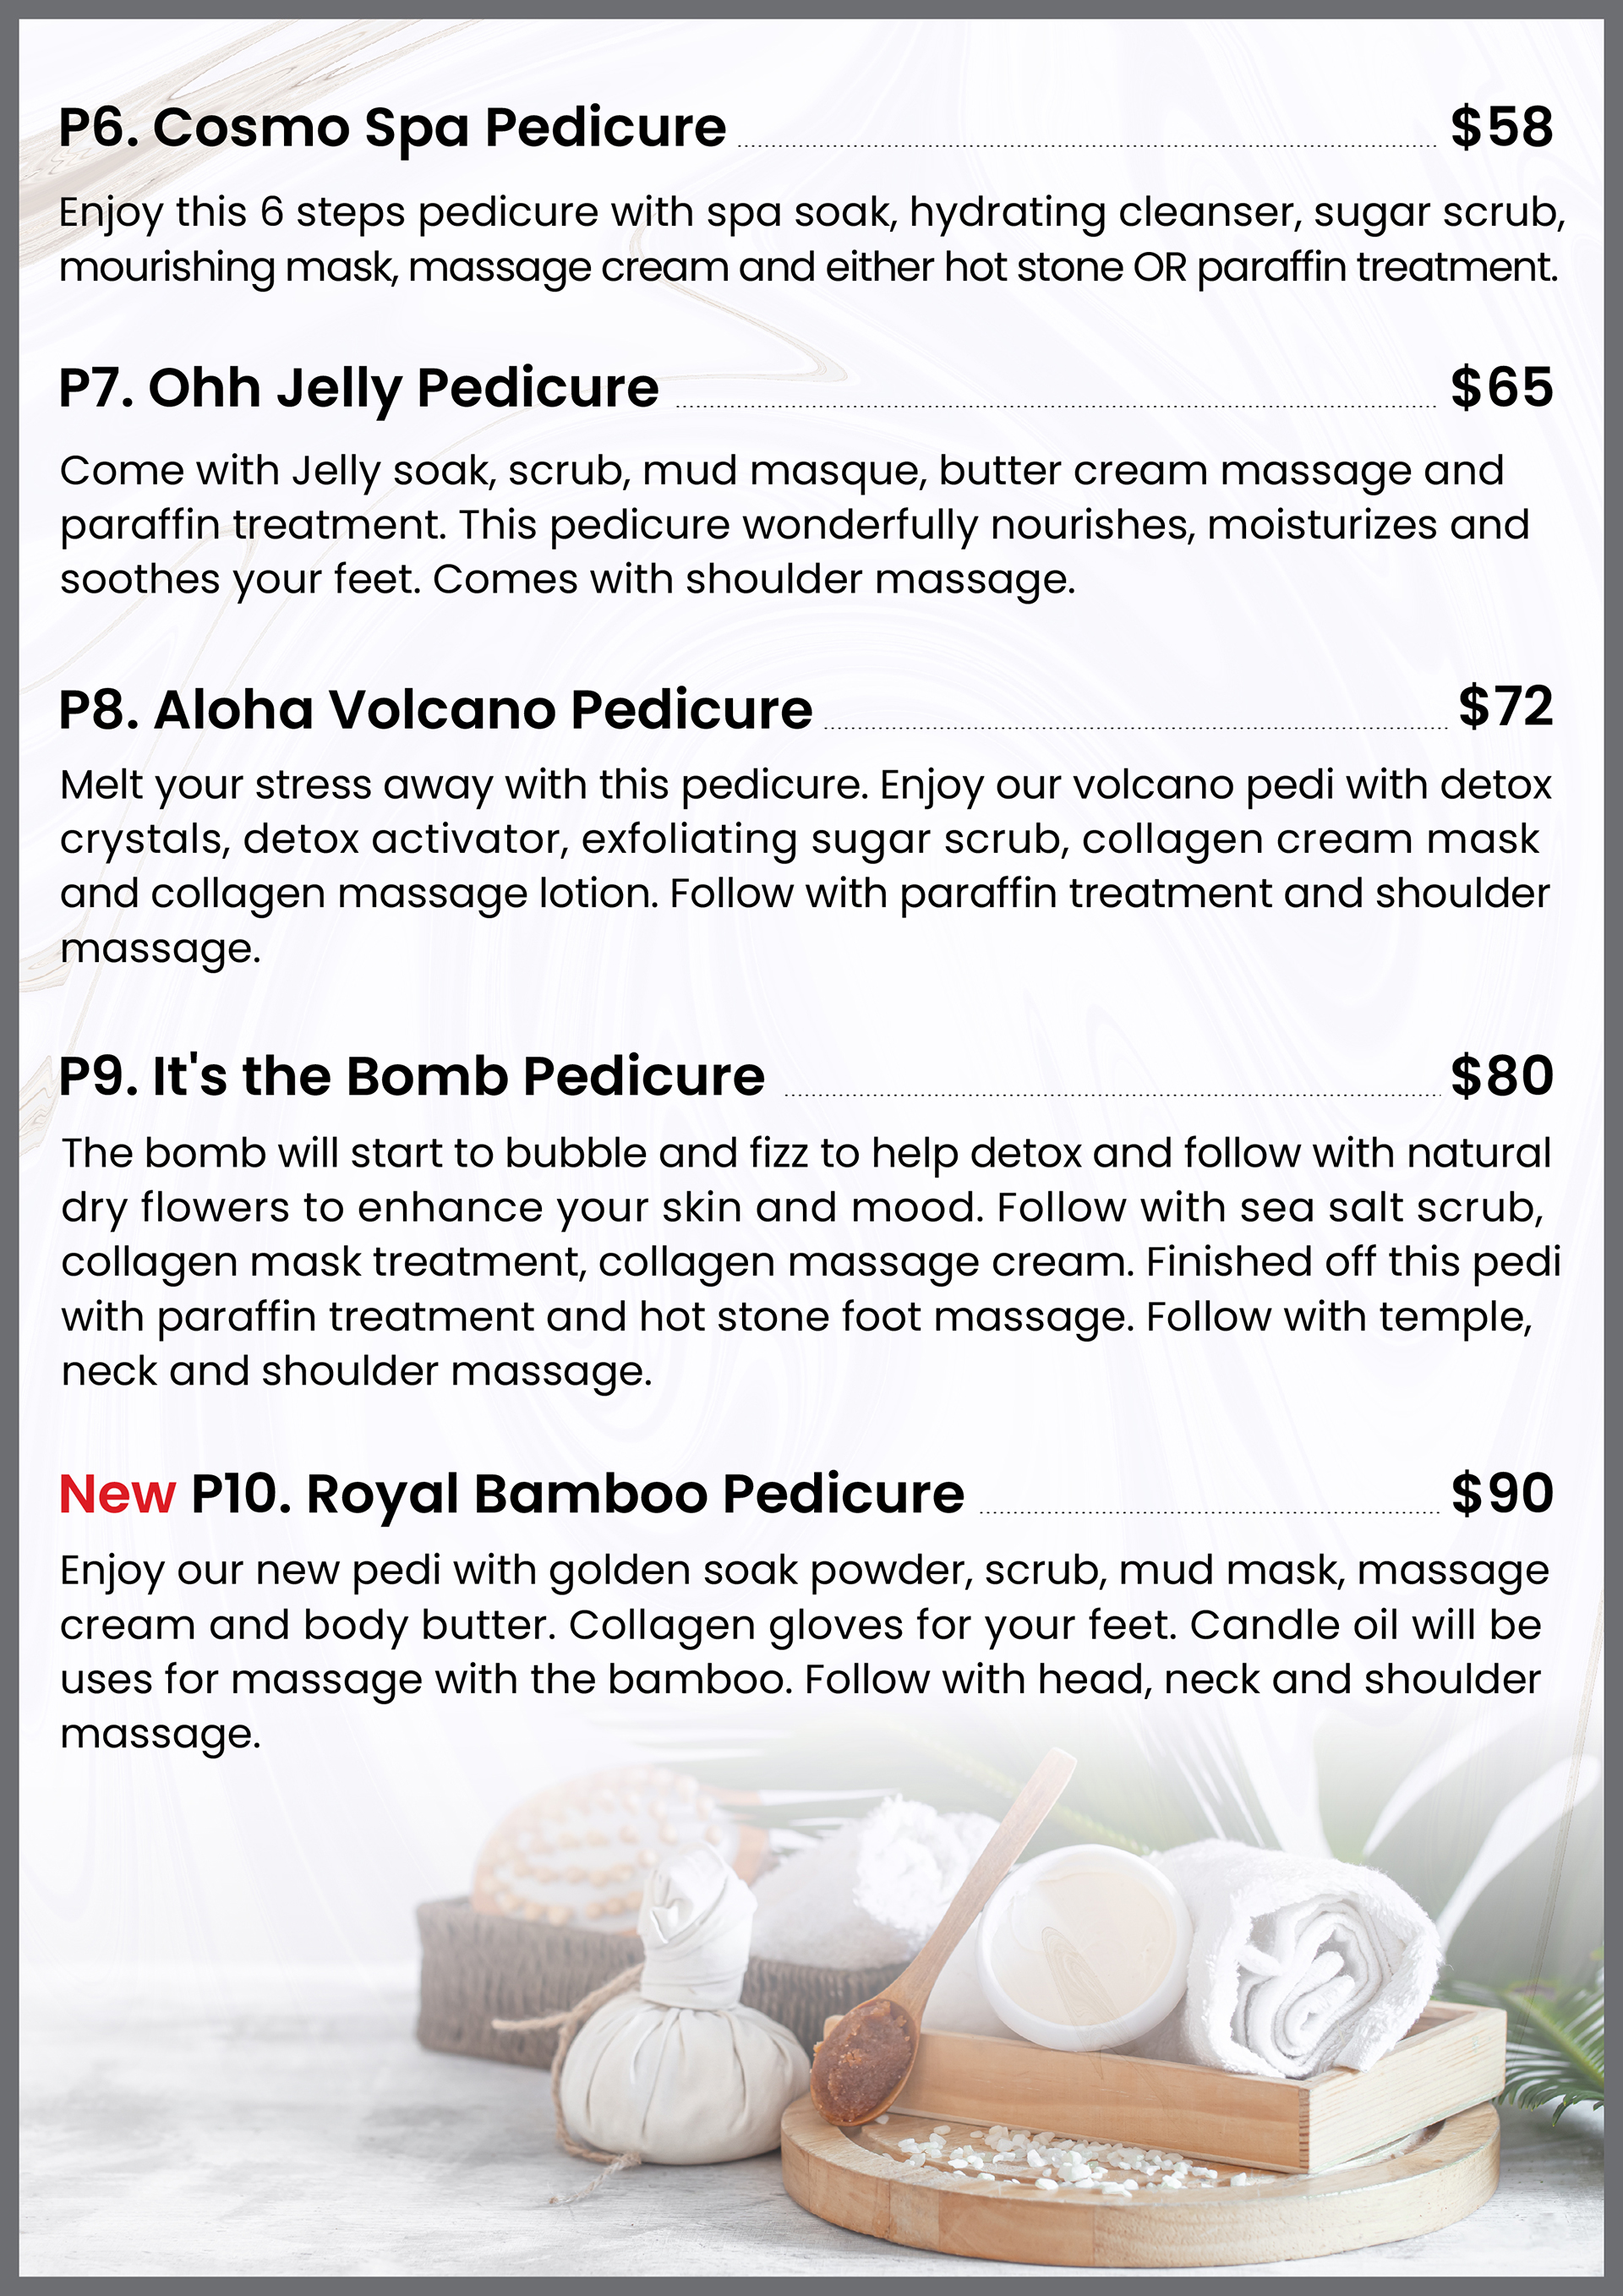 P6. Cosmo Spa Pedicure $58
Enjoy this 6 steps pedicure with spa soak, hydrating cleanser, sugar scrub,
mourishing mask, massage cream and either hot stone OR paraffin treatment.
P7. Ohh Jelly Pedicure $65
Come with Jelly soak, scrub, mud masque, butter cream massage and
paraffin treatment. This pedicure wonderfully nourishes, moisturizes and
soothes your feet. Comes with shoulder massage.
P8. Aloha Volcano Pedicure $72
Melt your stress away with this pedicure. Enjoy our volcano pedi with detox
crystals, detox activator, exfoliating sugar scrub, collagen cream mask
and collagen massage lotion. Follow with paraffin treatment and shoulder
massage.
P9. It's the Bomb Pedicure $80
The bomb will start to bubble and fizz to help detox and follow with natural
dry flowers to enhance your skin and mood. Follow with sea salt scrub,
collagen mask treatment, collagen massage cream. Finished off this pedi
with paraffin treatment and hot stone foot massage. Follow with temple,
neck and shoulder massage.
New P10. Royal Bamboo Pedicure $90
Enjoy our new pedi with golden soak powder, scrub, mud mask, massage
cream and body butter. Collagen gloves for your feet. Candle oil will be
uses for massage with the bamboo. Follow with head, neck and shoulder
massage.